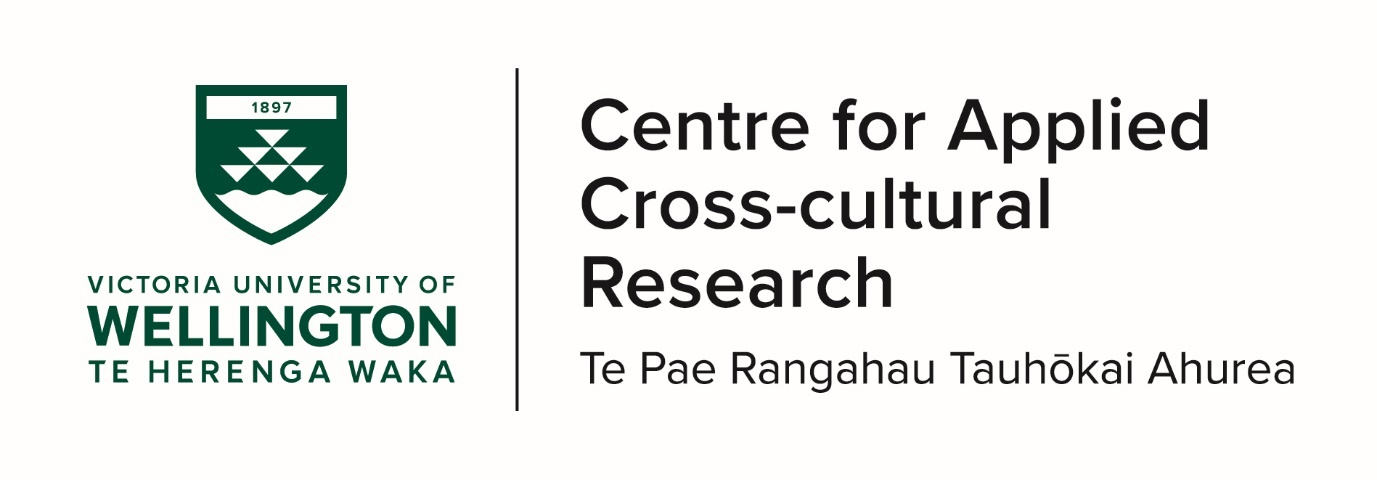 1897
VICTORIA UNIVERSITY OF
WELLINGTON
TE HERENGA WAKA
Centre for Applied
Cross-cultural
Research
Te Pae Rangahau Tauhōkai Ahurea